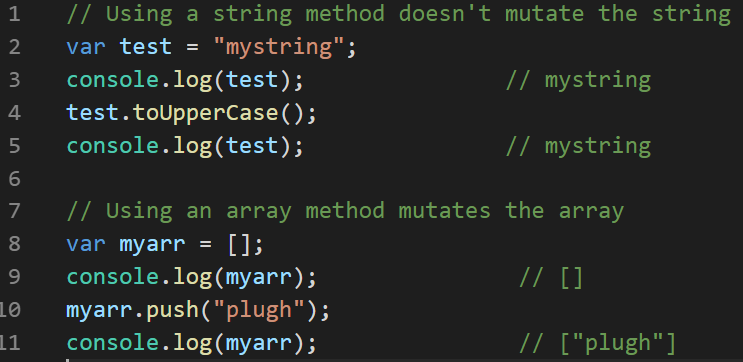 1 // Using a string method doesn't mutate the string
2 var test = "mystring";
3 console.log(test); // mystring
4 test.toUpperCase();
5 console.log(test); // mystring
6
7 // Using an array method mutates the array
8 var myarr = [];
9 console.log(myarr); // []
10 myarr.push("plugh");
11 console.log(myarr); // ["plugh"]